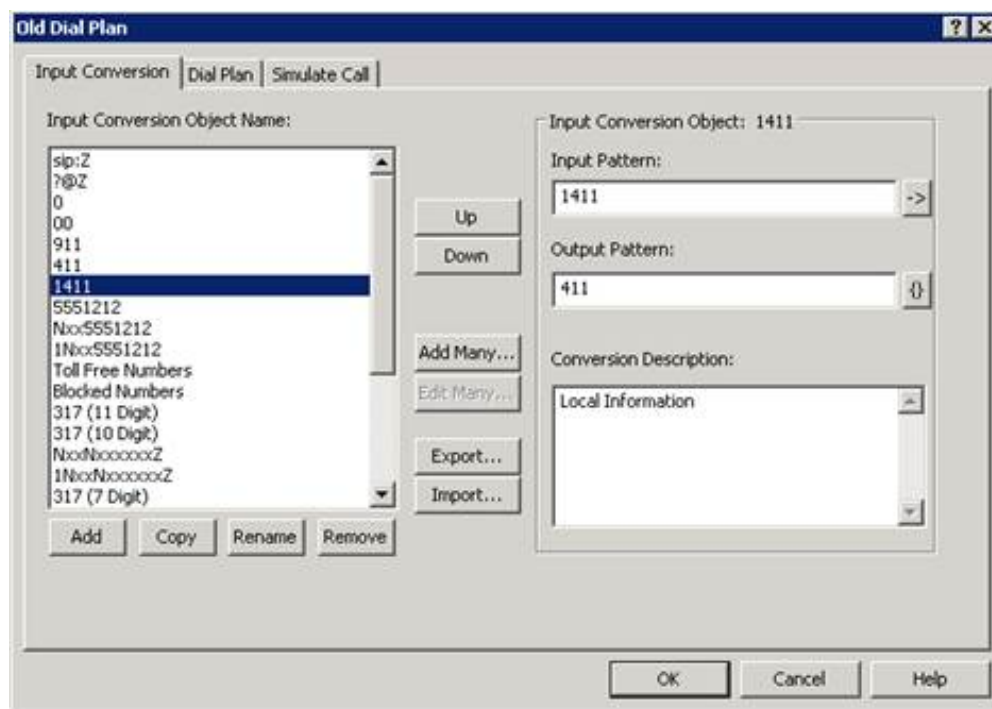 Old Dial Plan
Input Conversion Dial Plan Simulate Call
Input Conversion Object Name:
sip:Z
?@Z
0
00
911
411
1411
5551212
Nxx5551212
1Nxx5551212
Toll Free Numbers
Blocked Numbers
317 (11 Digit)
317 (10 Digit)
NxxNxxxxxxZ
1NxxNxxxxxxZ
317 (7 Digit)
Add Copy Rename Remove
Up
Down
Add Many...
Edit Many...
Export...
Import...
Input Conversion Object: 1411
Input Pattern:
1411 ->
Output Pattern:
411 {}
Conversion Description:
Local Information
OK Cancel Help